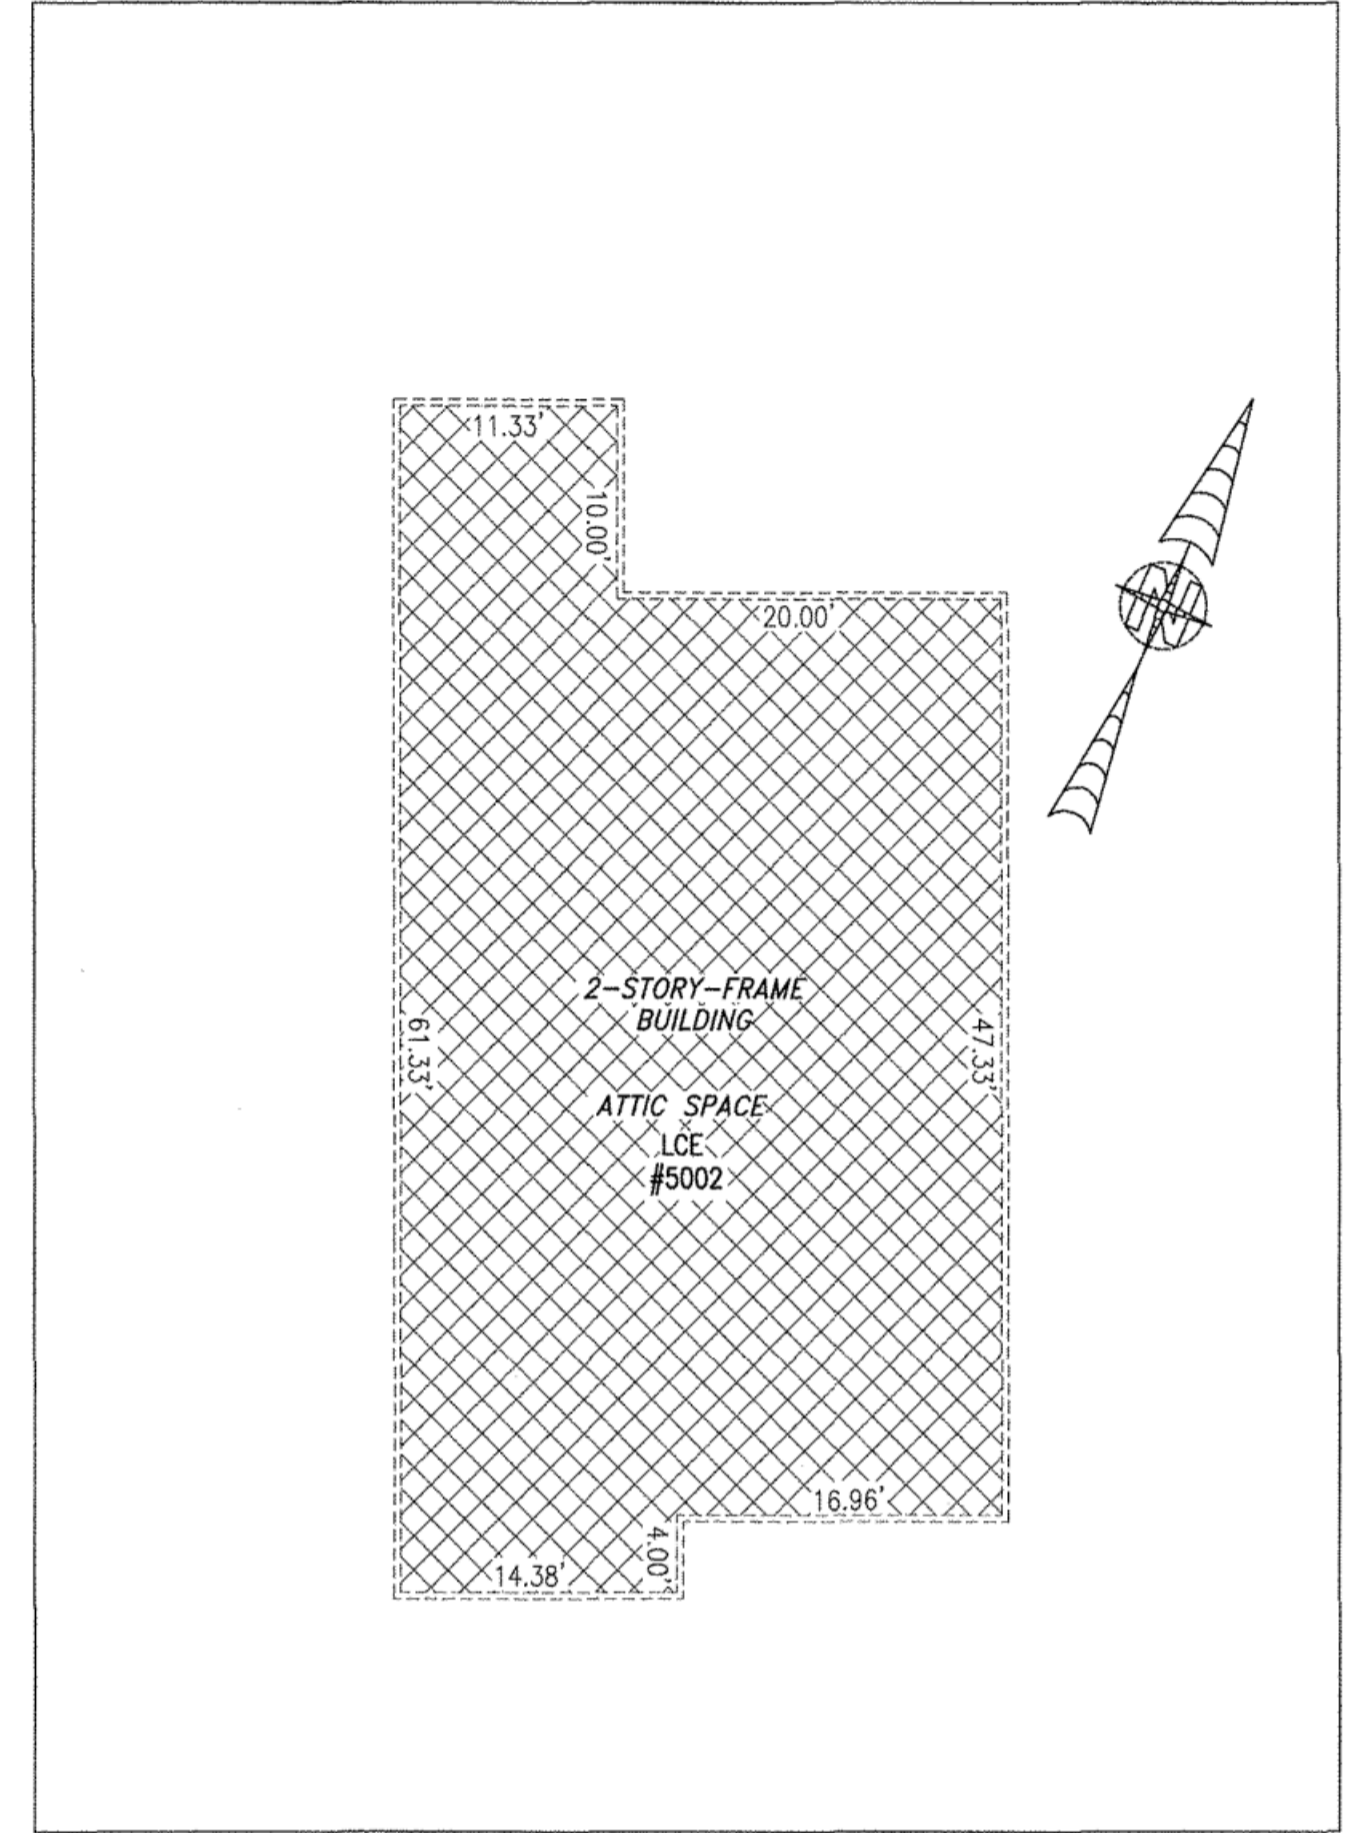 11.33'
10.00'
20.00'
N
2-STORY-FRAME
BUILDING
61.33'
47.33'
ATTIC SPACE
LCE
#5002
16.96'
4.00'
14.38'